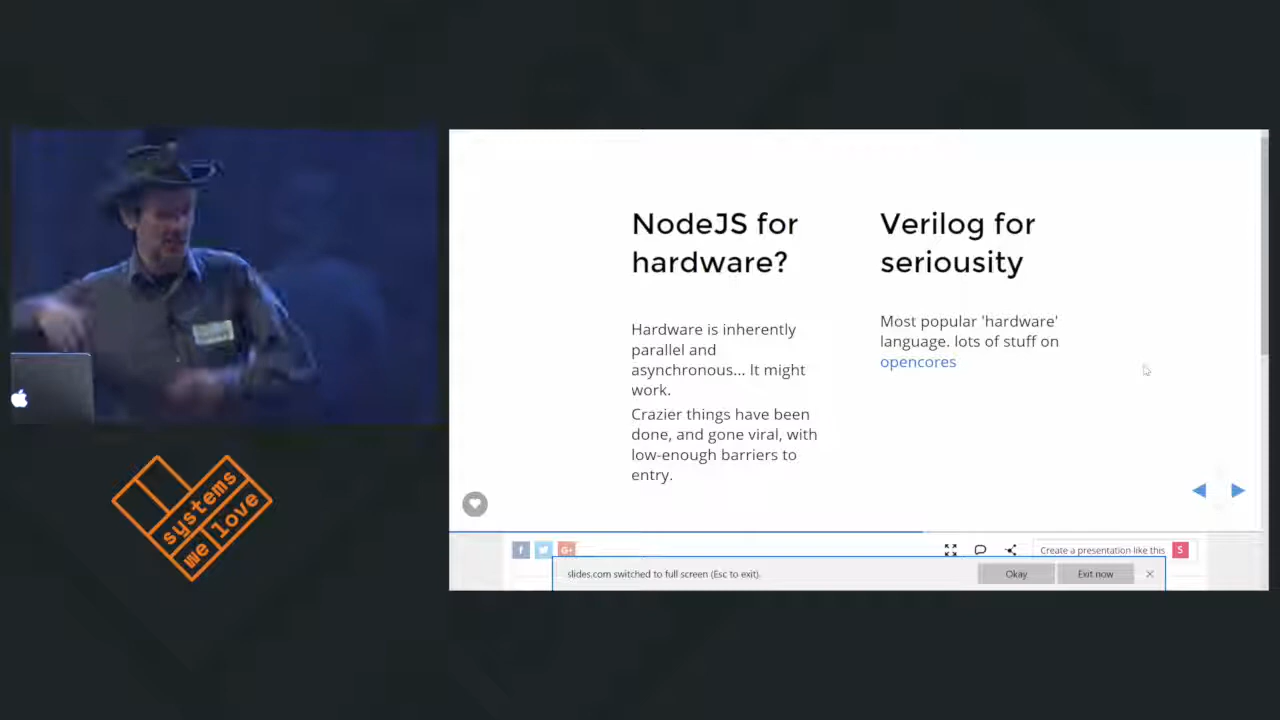 NodeJS for
hardware?
Hardware is inherently
parallel and
asynchronous... It might
work.
Crazier things have been
done, and gone viral, with
low-enough barriers to
entry.
Verilog for
seriousity
Most popular 'hardware'
language. lots of stuff on
opencores
systems
we love
f
G+
Create a presentation like this
S
slides.com switched to full screen (Esc to exit).
Okay
Exit now